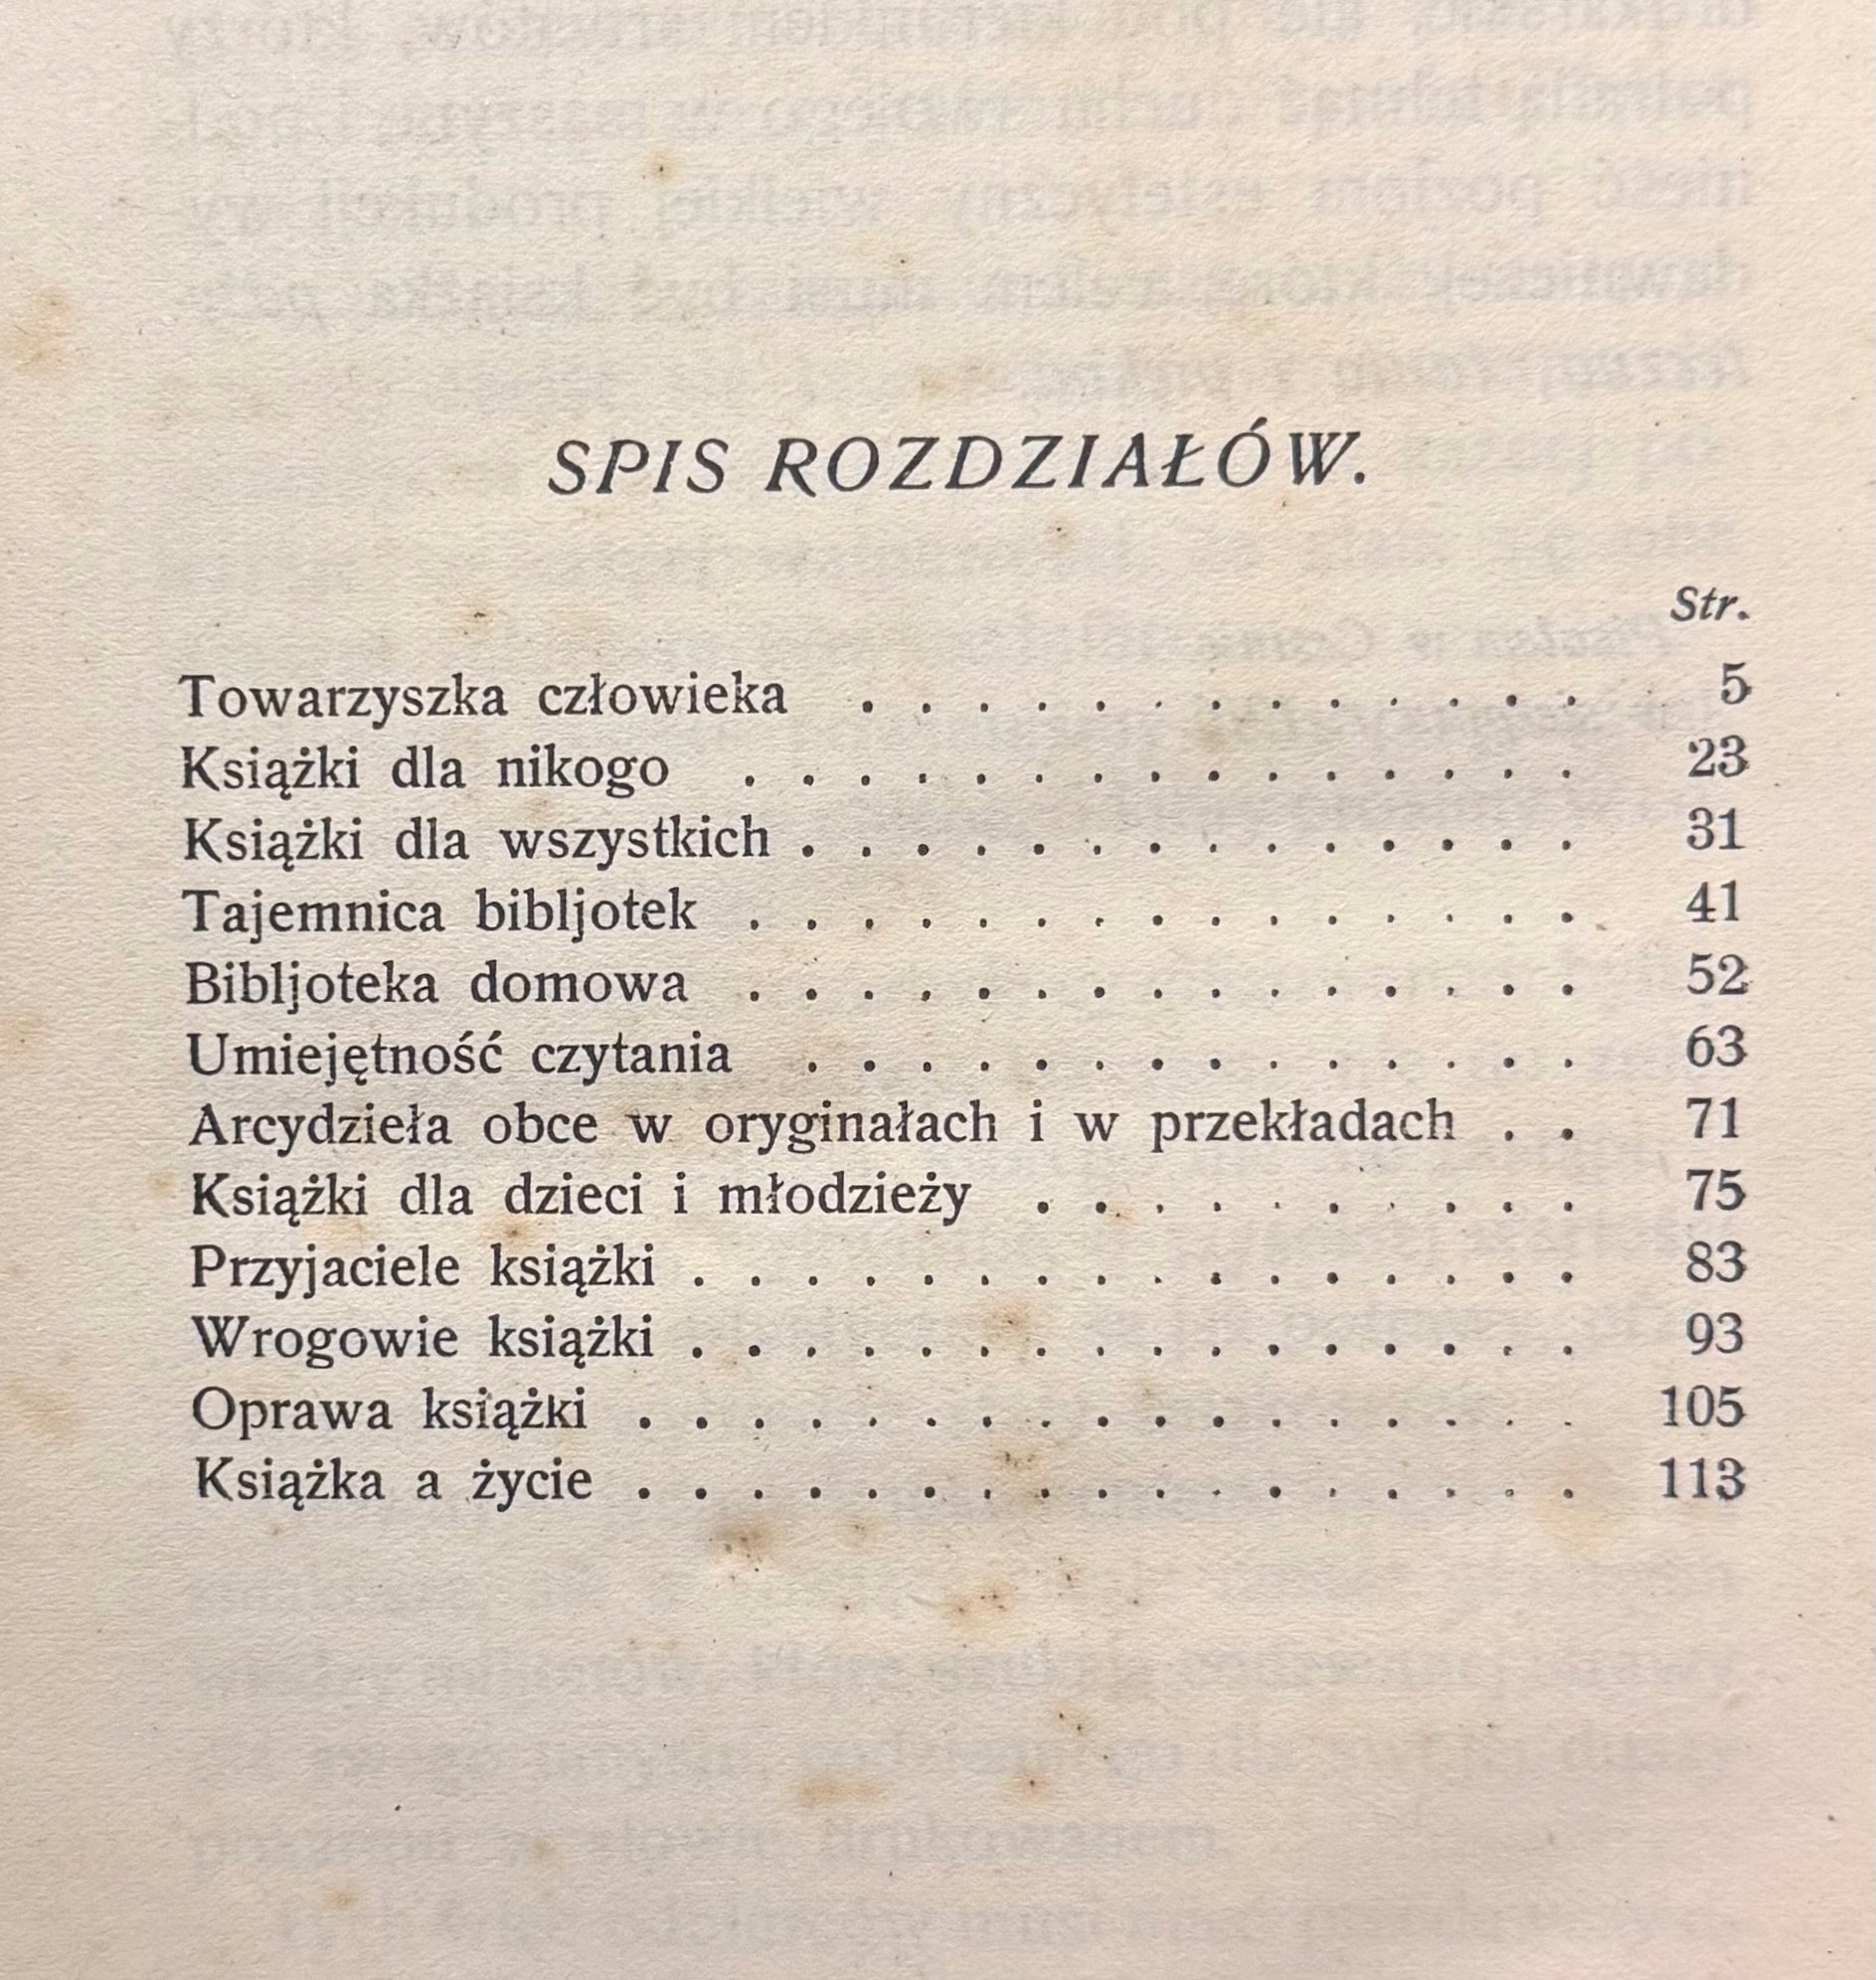 SPIS ROZDZIAŁÓW.
Str.
Towarzyszka człowieka . . . . . . . . . . . . . 5
Książki dla nikogo . . . . . . . . . . . . . . . 23
Książki dla wszystkich . . . . . . . . . . . . . . 31
Tajemnica bibljotek . . . . . . . . . . . . . . . 41
Bibljoteka domowa . . . . . . . . . . . . . . . 52
Umiejętność czytania . . . . . . . . . . . . . . 63
Arcydzieła obce w oryginałach i w przekładach . . 71
Książki dla dzieci i młodzieży . . . . . . . . . . 75
Przyjaciele książki . . . . . . . . . . . . . . . . 83
Wrogowie książki . . . . . . . . . . . . . . . . 93
Oprawa książki . . . . . . . . . . . . . . . . . 105
Książka a życie . . . . . . . . . . . . . . . . . 113